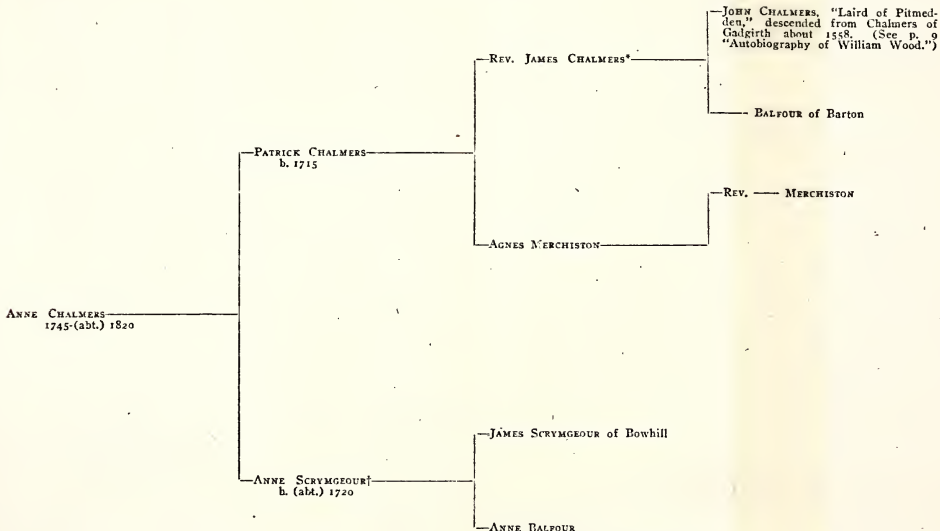 JOHN CHALMERS, "Laird of Pitmed-
den," descended from Chalmers of
Gadgirth about 1558. (See p. 9
"Autobiography of William Wood.")
REV. JAMES CHALMERS*
BALFOUR of Barton
PATRICK CHALMERS
b. 1715
REV. —— MERCHISTON
AGNES MERCHISTON
ANNE CHALMERS
1745-(abt.) 1820
JAMES SCRYMGEOUR of Bowhill
ANNE SCRYMGEOUR†
b. (abt.) 1720
ANNE BALFOUR